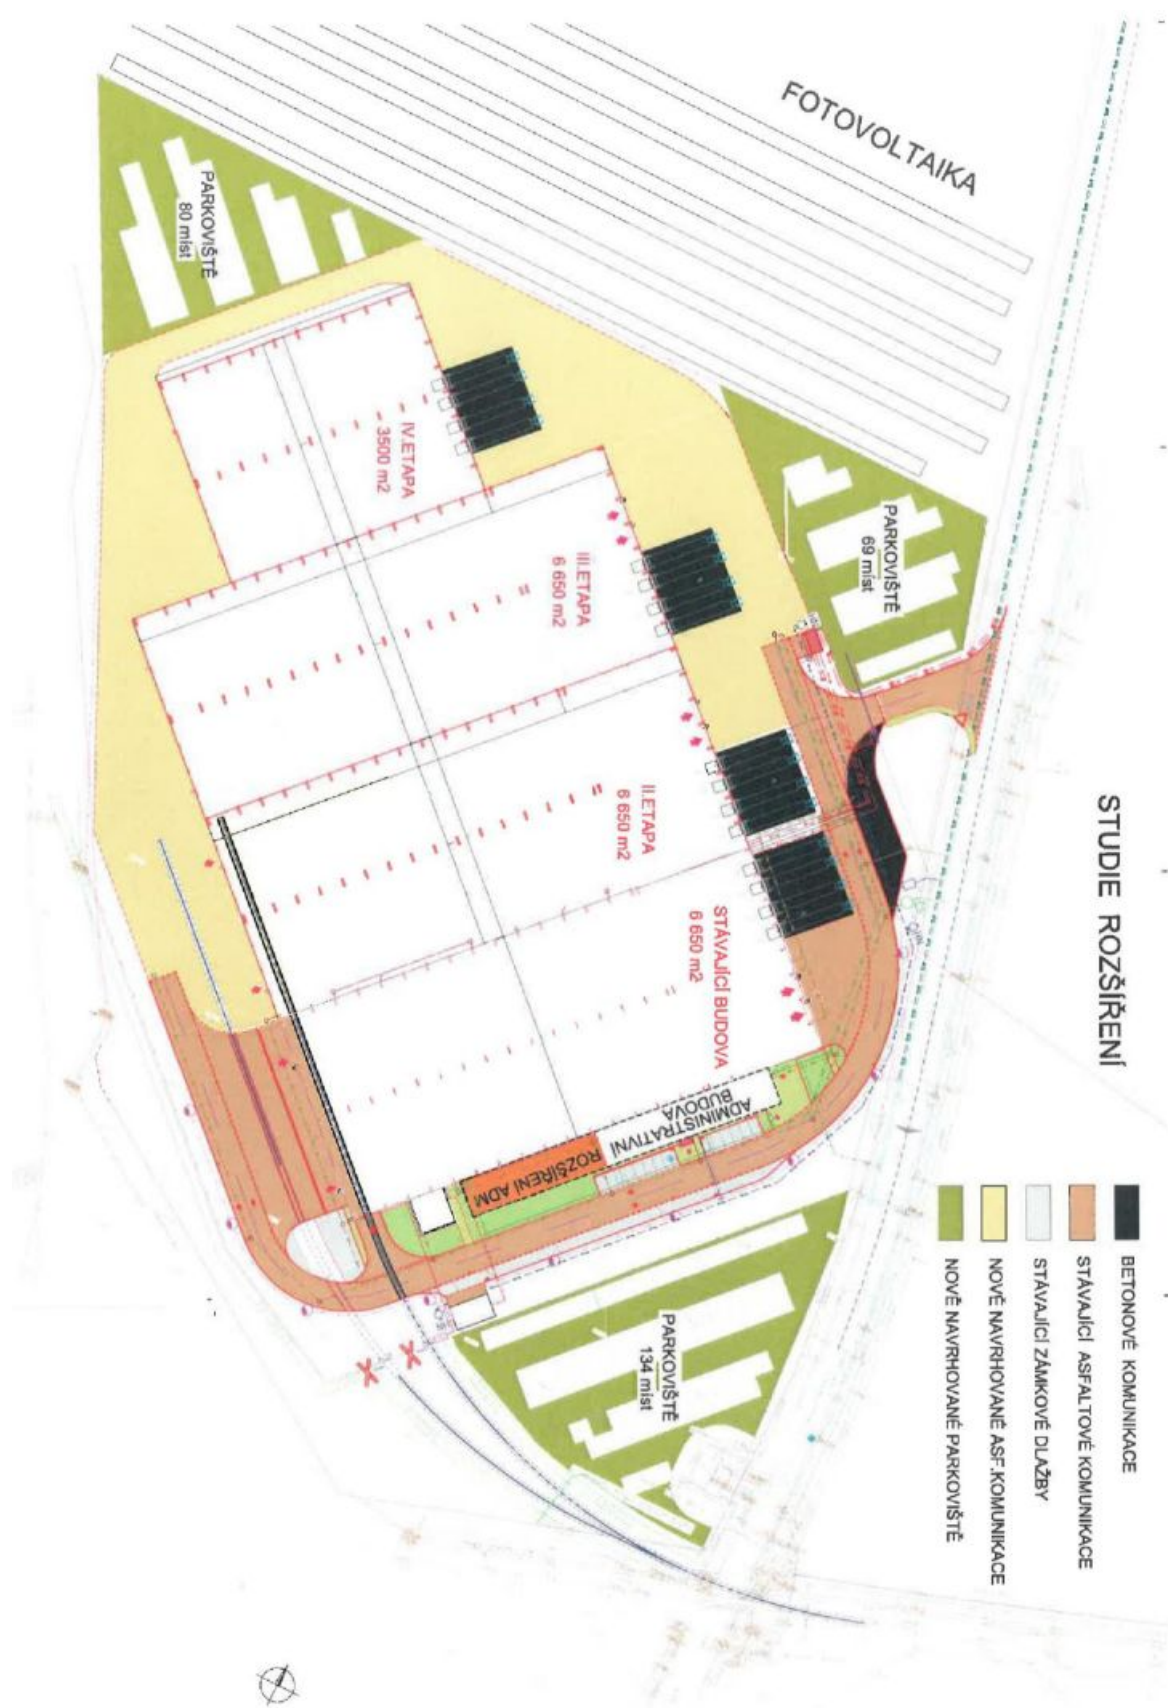 STUDIE ROZŠÍŘENÍ
BETONOVÉ KOMUNIKACE
STÁVAJÍCÍ ASFALTOVÉ KOMUNIKACE
STÁVAJÍCÍ ZÁMKOVÉ DLAŽBY
NOVÉ NAVRHOVANÉ ASF.KOMUNIKACE
NOVÉ NAVRHOVANÉ PARKOVIŠTĚ
FOTOVOLTAIKA
PARKOVIŠTĚ
80 míst
PARKOVIŠTĚ
69 míst
IV.ETAPA
3500 m2
III.ETAPA
6 650 m2
II.ETAPA
6 650 m2
STÁVAJÍCÍ BUDOVA
6 650 m2
ADMINISTRATIVNÍ
BUDOVA
ROZŠÍŘENÍ ADM
PARKOVIŠTĚ
134 míst